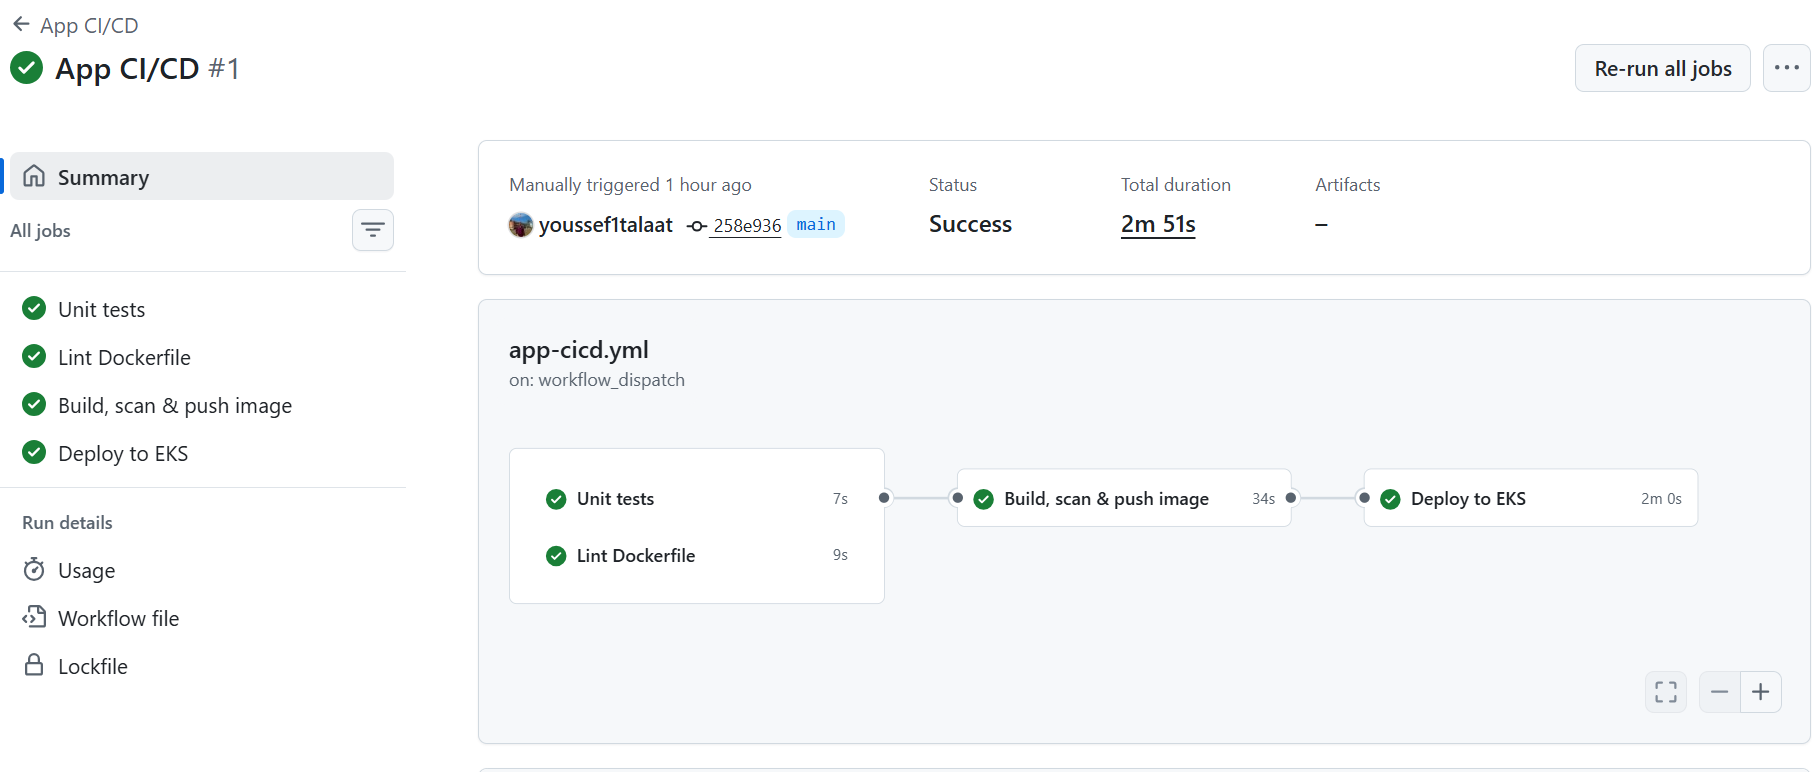 App CI/CD
App CI/CD #1
Re-run all jobs
Summary
All jobs
Unit tests
Lint Dockerfile
Build, scan & push image
Deploy to EKS
Run details
Usage
Workflow file
Lockfile
Manually triggered 1 hour ago
youssef1talaat 258e936 main
Status
Success
Total duration
2m 51s
Artifacts
–
app-cicd.yml
on: workflow_dispatch
Unit tests 7s
Lint Dockerfile 9s
Build, scan & push image 34s
Deploy to EKS 2m 0s